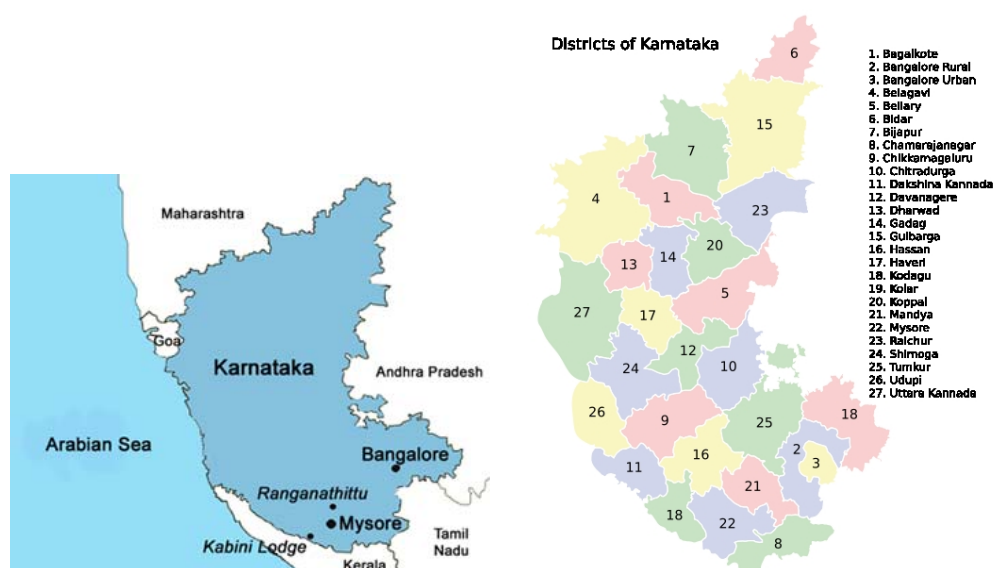 Maharashtra
Goa
Karnataka
Andhra Pradesh
Arabian Sea
Bangalore
Ranganathittu
Mysore
Kabini Lodge
Tamil
Nadu
Kerala
Districts of Karnataka
6
15
7
4
1
23
20
14
13
5
27
17
12
10
24
26
9
25
18
2
3
16
11
21
18
22
8
1. Bagalkote
2. Bangalore Rural
3. Bangalore Urban
4. Belagavi
5. Bellary
6. Bidar
7. Bijapur
8. Chamarajanagar
9. Chikkamagaluru
10. Chitradurga
11. Dakshina Kannada
12. Davanagere
13. Dharwad
14. Gadag
15. Gulbarga
16. Hassan
17. Haveri
18. Kodagu
19. Kolar
20. Koppal
21. Mandya
22. Mysore
23. Raichur
24. Shimoga
25. Tumkur
26. Udupi
27. Uttara Kannada